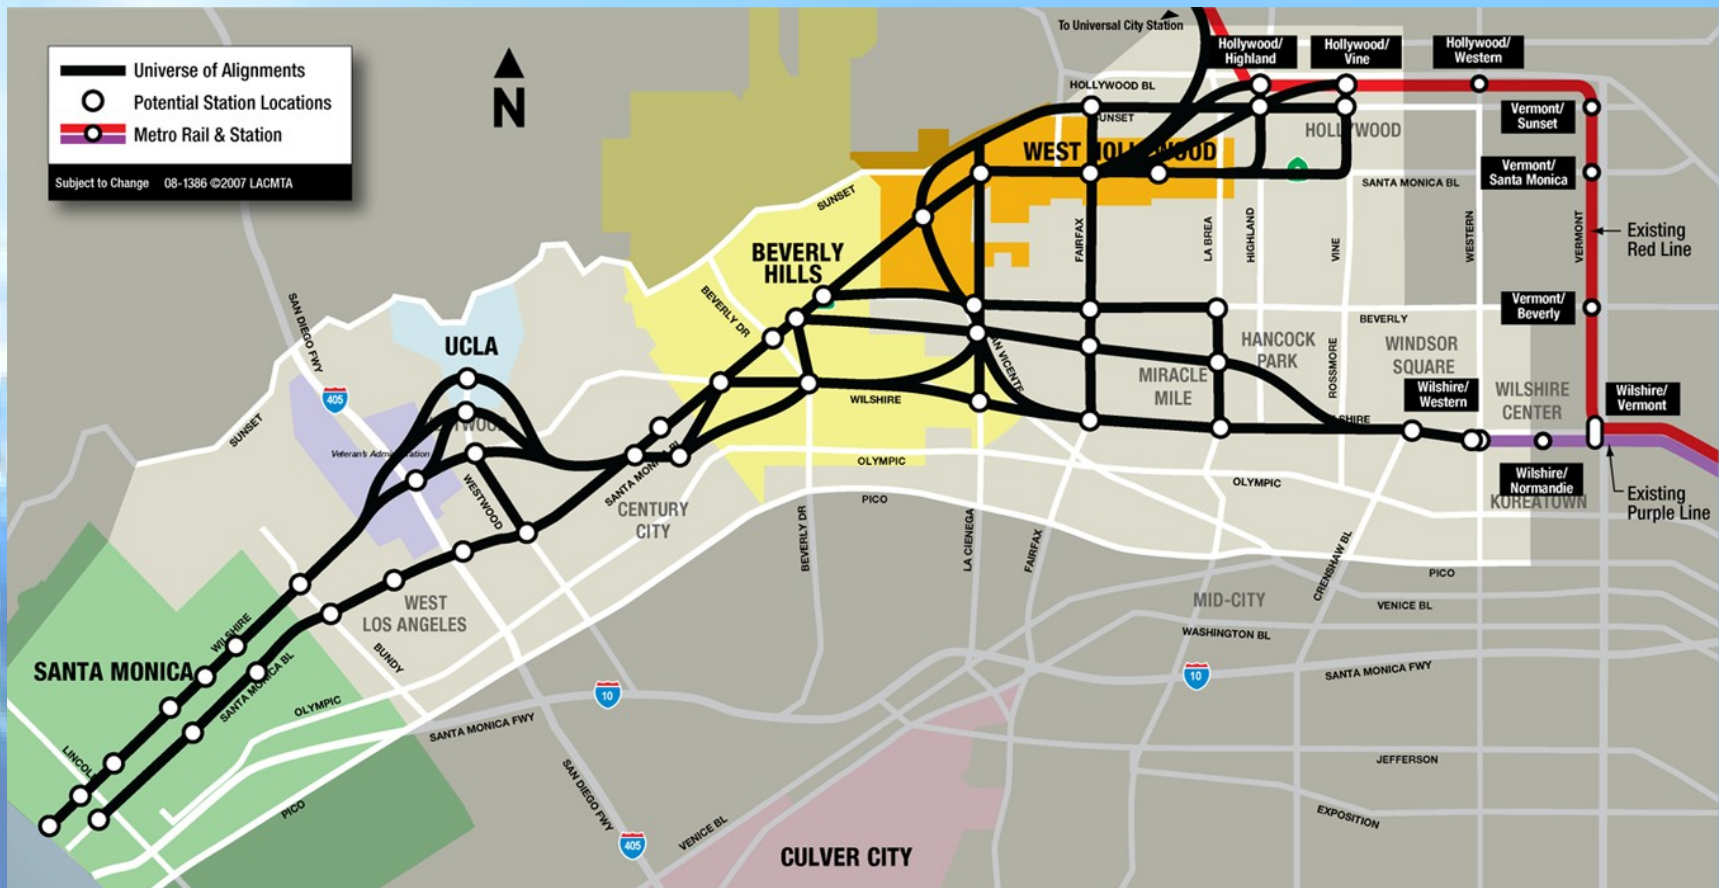 Universe of Alignments
Potential Station Locations
Metro Rail & Station
Subject to Change 08-1386 ©2007 LACMTA
N
To Universal City Station
Hollywood/
Highland
Hollywood/
Vine
Hollywood/
Western
HOLLYWOOD BL
SUNSET
HOLLYWOOD
Vermont/
Sunset
WEST HOLLYWOOD
Vermont/
Santa Monica
SANTA MONICA BL
SUNSET
FAIRFAX
LA BREA
HIGHLAND
VINE
WESTERN
VERMONT
Existing
Red Line
BEVERLY
HILLS
BEVERLY DR
SAN DIEGO FWY
Vermont/
Beverly
BEVERLY
UCLA
HANCOCK
PARK
WINDSOR
SQUARE
ROSSMORE
VICENTE
MIRACLE
MILE
405
WILSHIRE
Wilshire/
Western
WILSHIRE
CENTER
Wilshire/
Vermont
SUNSET
Veteran's Administration
SANTA MONICA BL
OLYMPIC
OLYMPIC
Wilshire/
Normandie
KOREATOWN
Existing
Purple Line
WESTWOOD
CENTURY
CITY
PICO
BEVERLY DR
LA CIENEGA
FAIRFAX
CRENSHAW BL
PICO
WEST
LOS ANGELES
MID-CITY
VENICE BL
WASHINGTON BL
WILSHIRE
BUNDY
SANTA MONICA
SANTA MONICA BL
10
10
SANTA MONICA FWY
OLYMPIC
SANTA MONICA FWY
LINCOLN
PICO
SAN DIEGO FWY
JEFFERSON
EXPOSITION
VENICE BL
405
CULVER CITY